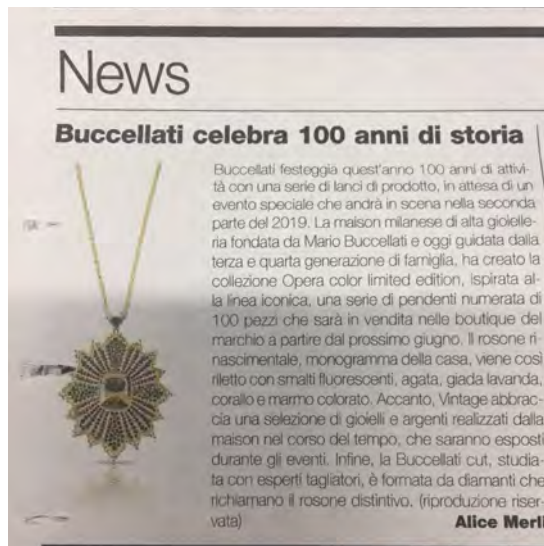 News
Buccellati celebra 100 anni di storia
Buccellati festeggia quest'anno 100 anni di attivi-
tà con una serie di lanci di prodotto, in attesa di un
evento speciale che andrà in scena nella seconda
parte del 2019. La maison milanese di alta gioielle-
ria fondata da Mario Buccellati e oggi guidata dalla
terza e quarta generazione di famiglia, ha creato la
collezione Opera color limited edition, ispirata al-
la linea iconica, una serie di pendenti numerata di
100 pezzi che sarà in vendita nelle boutique del
marchio a partire dal prossimo giugno. Il rosone ri-
nascimentale, monogramma della casa, viene così
riletto con smalti fluorescenti, agata, giada lavanda,
corallo e marmo colorato. Accanto, Vintage abbrac-
cia una selezione di gioielli e argenti realizzati dalla
maison nel corso del tempo, che saranno esposti
durante gli eventi. Infine, la Buccellati cut, studia-
ta con esperti tagliatori, è formata da diamanti che
richiamano il rosone distintivo. (riproduzione riser-
vata) Alice Merli